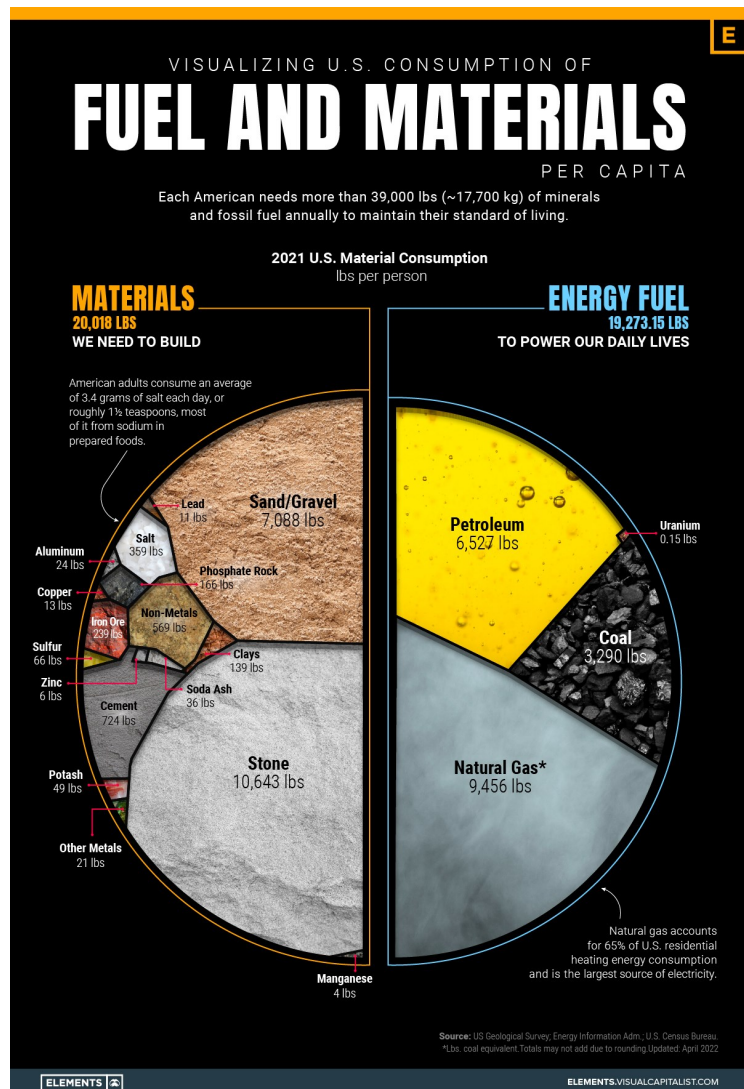 E
VISUALIZING U.S. CONSUMPTION OF
FUEL AND MATERIALS
PER CAPITA
Each American needs more than 39,000 lbs (~17,700 kg) of minerals
and fossil fuel annually to maintain their standard of living.
2021 U.S. Material Consumption
lbs per person
MATERIALS
20,018 LBS
WE NEED TO BUILD
ENERGY FUEL
19,273.15 LBS
TO POWER OUR DAILY LIVES
American adults consume an average
of 3.4 grams of salt each day, or
roughly 1½ teaspoons, most
of it from sodium in
prepared foods.
Sand/Gravel
7,088 lbs
Lead
11 lbs
Salt
359 lbs
Aluminum
24 lbs
Phosphate Rock
166 lbs
Copper
13 lbs
Non-Metals
569 lbs
Iron Ore
239 lbs
Sulfur
66 lbs
Clays
139 lbs
Zinc
6 lbs
Soda Ash
36 lbs
Cement
724 lbs
Stone
10,643 lbs
Potash
49 lbs
Other Metals
21 lbs
Manganese
4 lbs
Petroleum
6,527 lbs
Uranium
0.15 lbs
Coal
3,290 lbs
Natural Gas*
9,456 lbs
Natural gas accounts
for 65% of U.S. residential
heating energy consumption
and is the largest source of electricity.
Source: US Geological Survey; Energy Information Adm.; U.S. Census Bureau.
*Lbs. coal equivalent.Totals may not add due to rounding.Updated: April 2022
ELEMENTS
ELEMENTS.VISUALCAPITALIST.COM